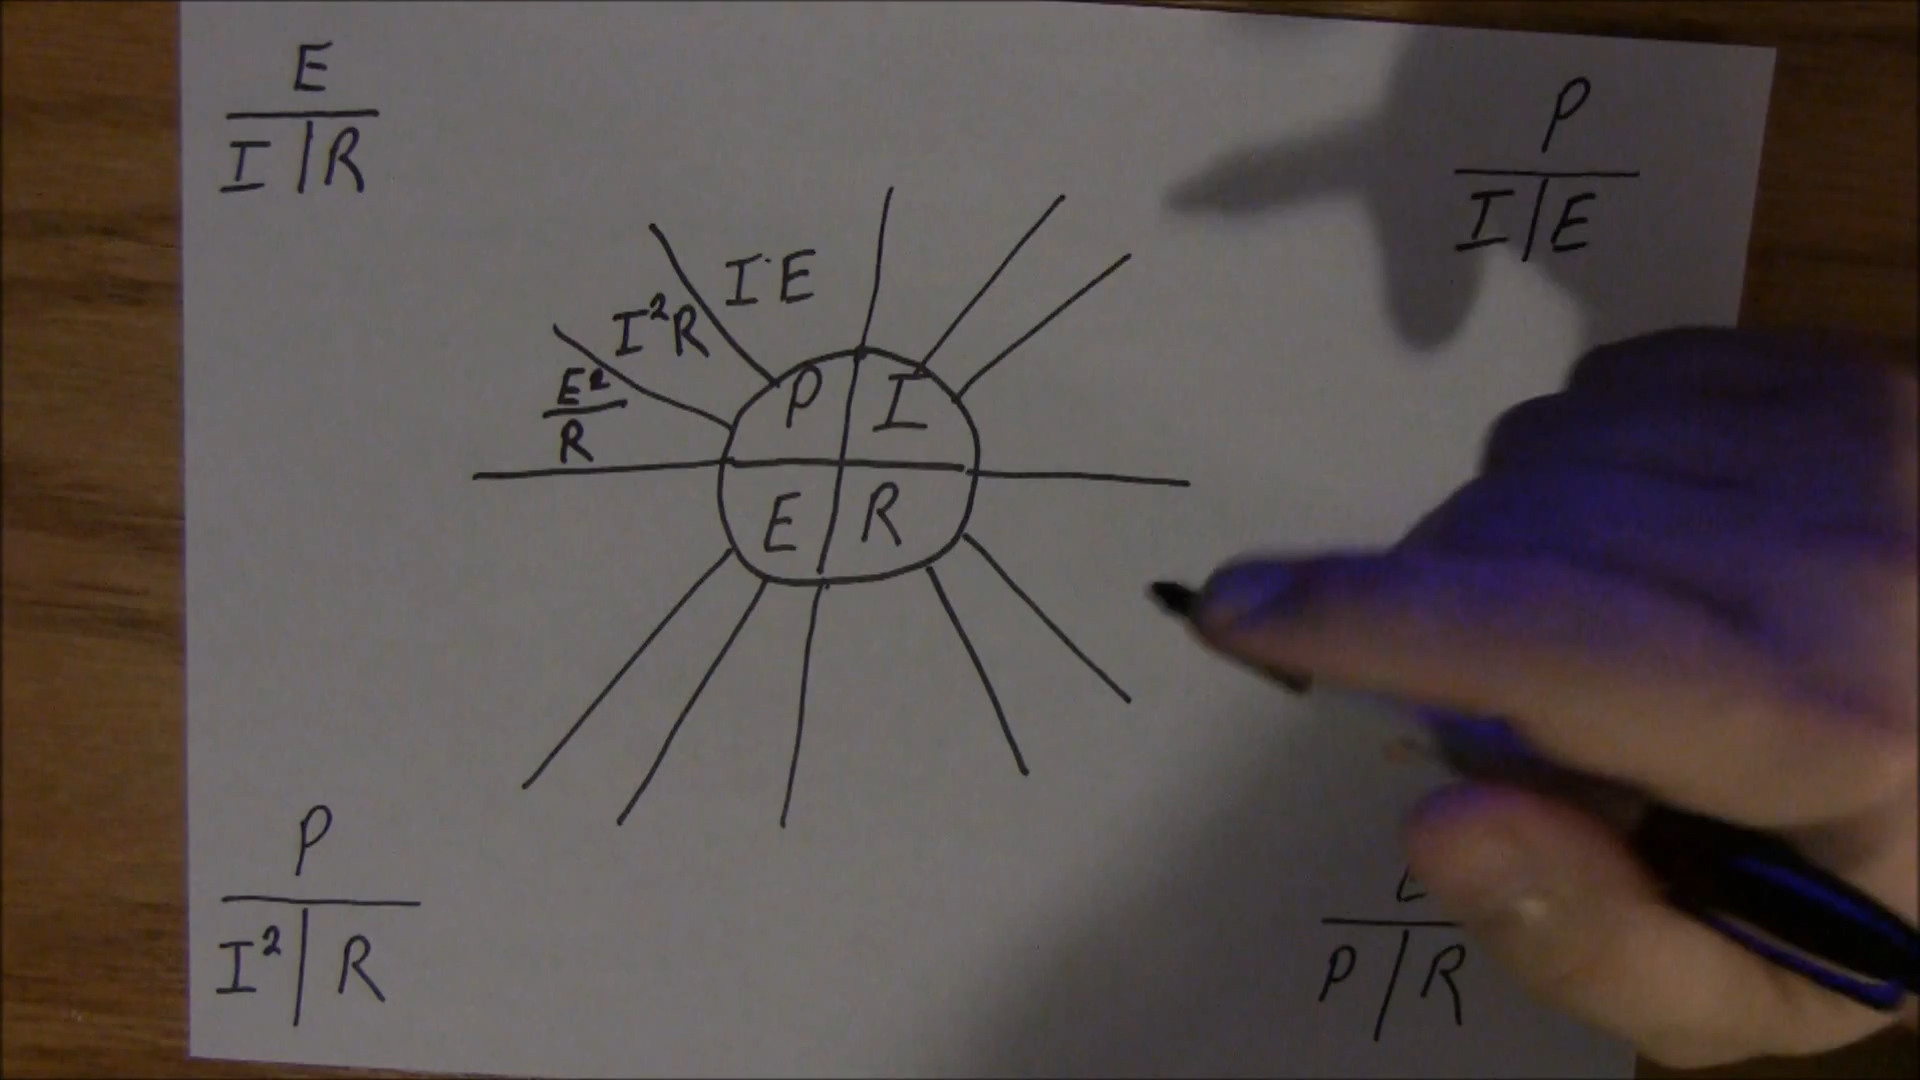 E
I | R
P
I | E
I·E
I²R
E²
R
P I
E R
P
I² | R
P | R